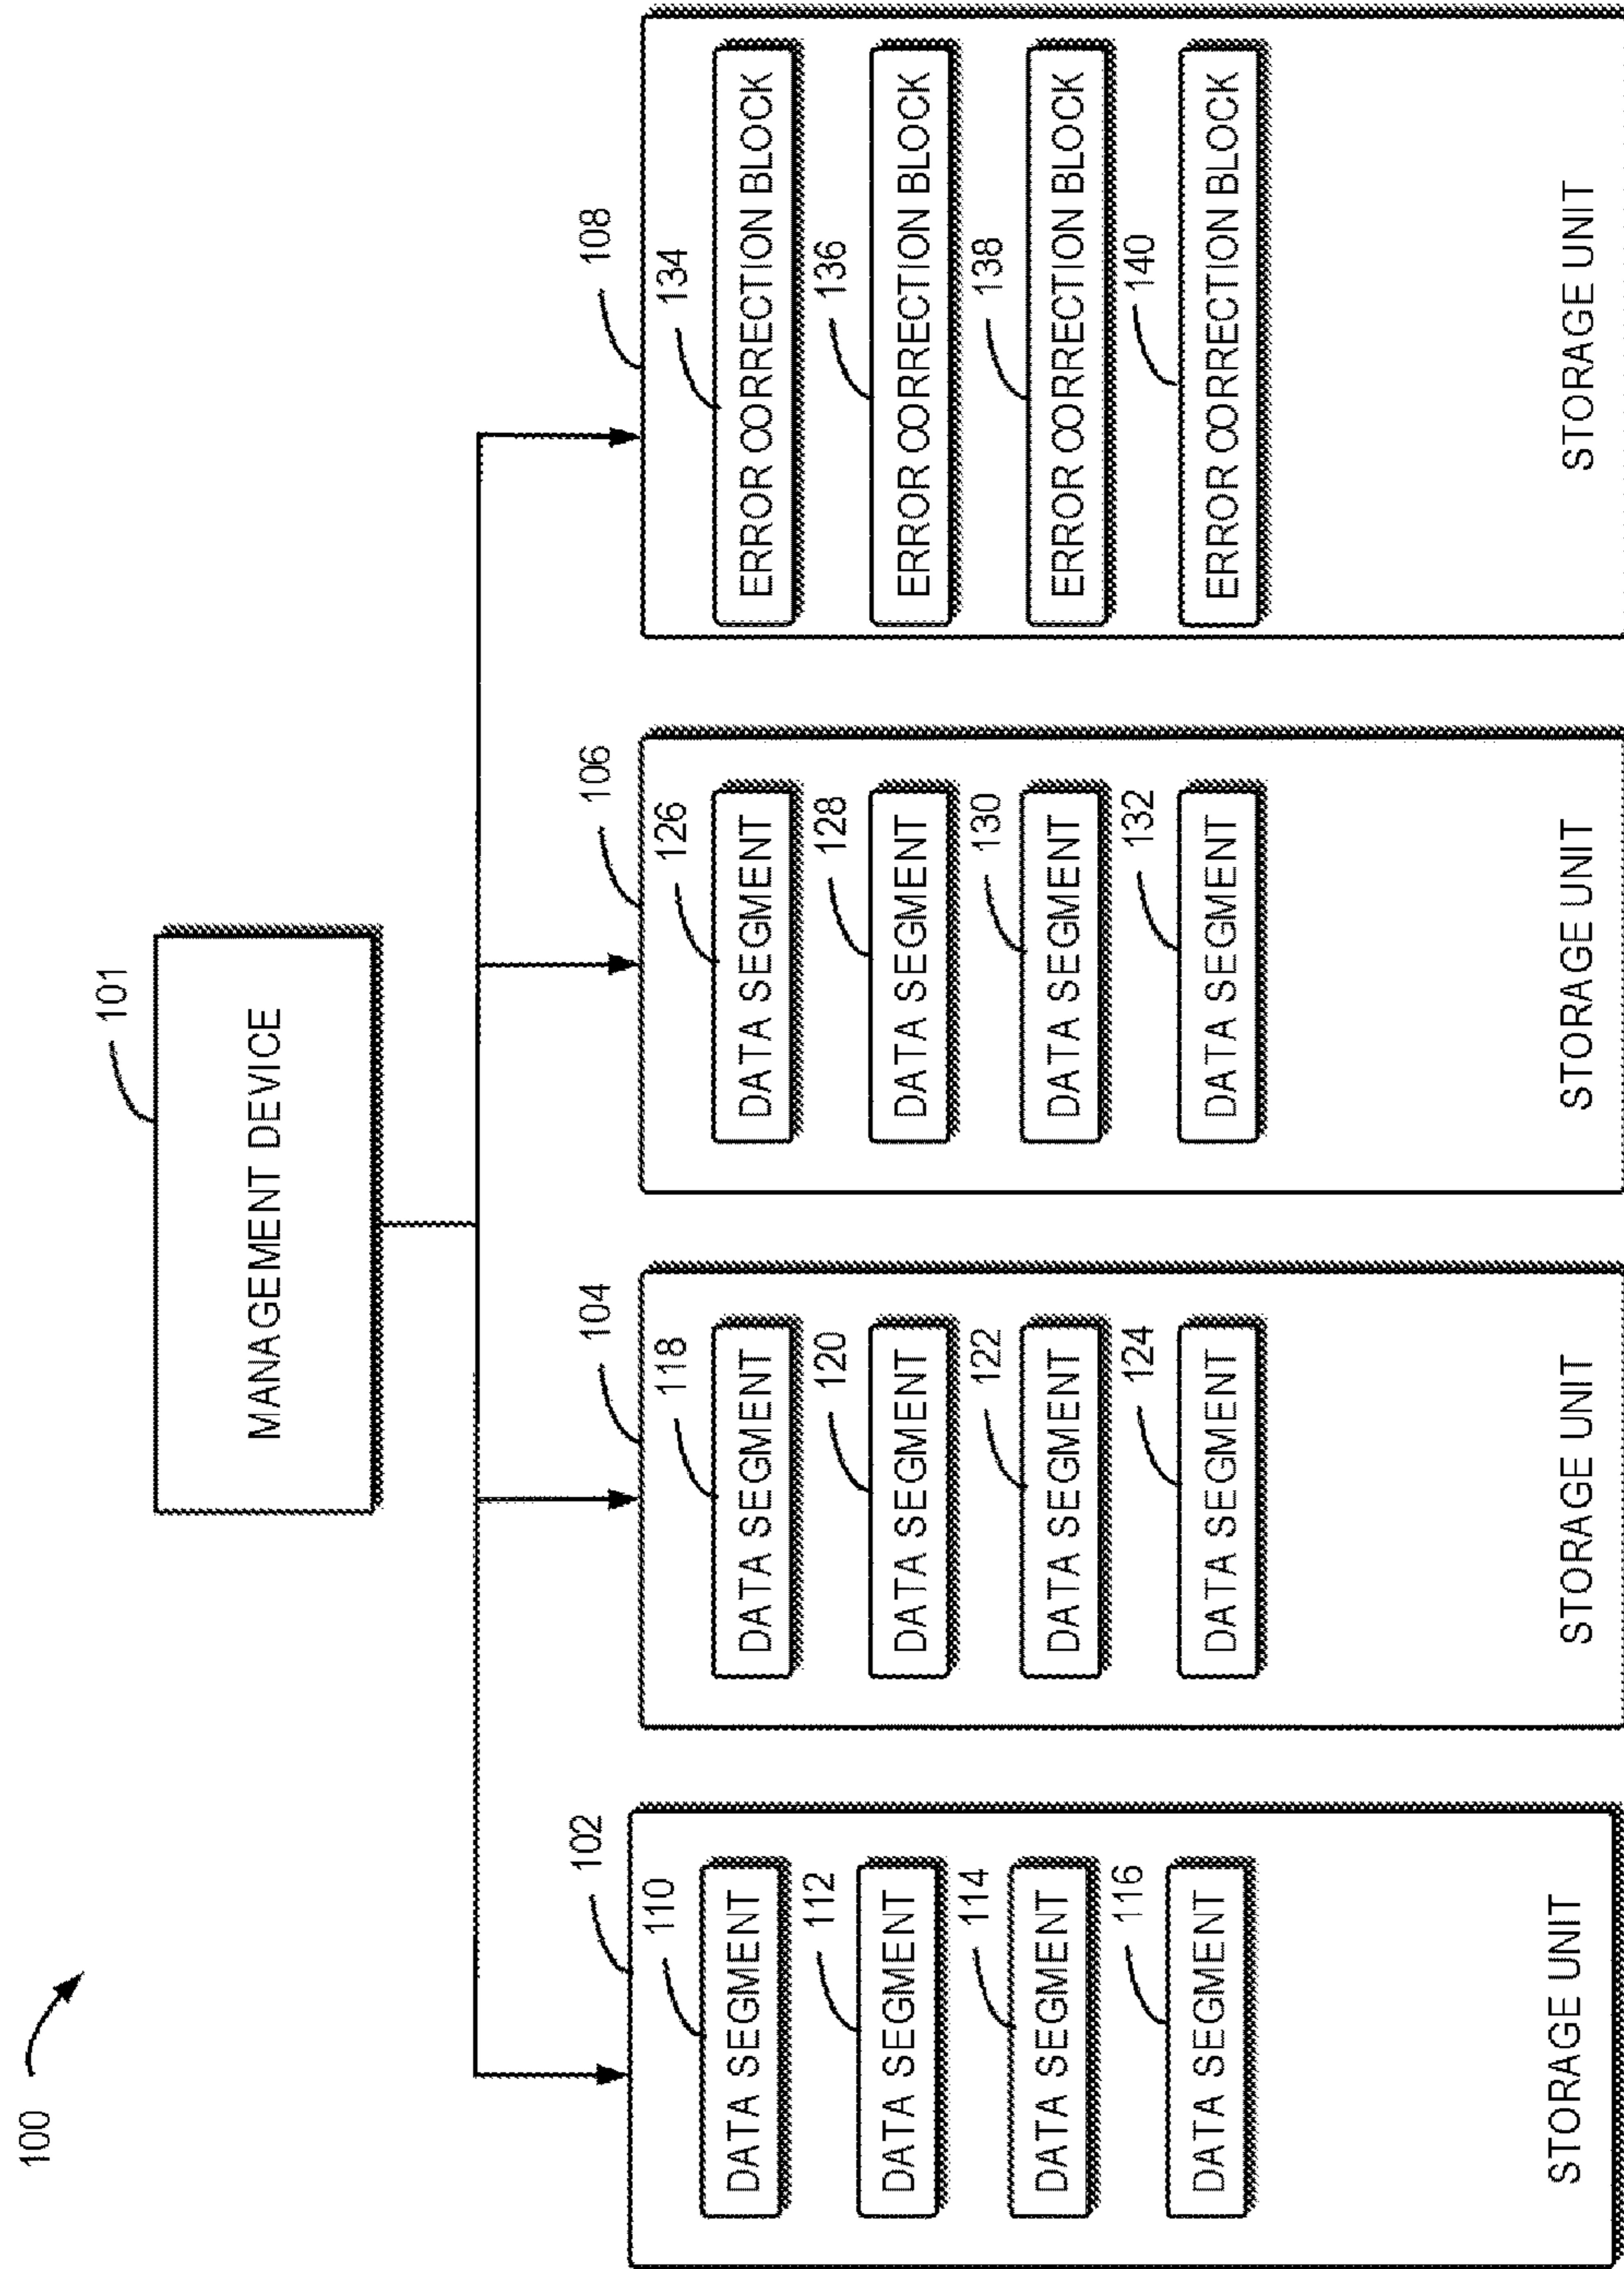 100
101
MANAGEMENT DEVICE
102
110
DATA SEGMENT
112
DATA SEGMENT
114
DATA SEGMENT
116
DATA SEGMENT
STORAGE UNIT
104
118
DATA SEGMENT
120
DATA SEGMENT
122
DATA SEGMENT
124
DATA SEGMENT
STORAGE UNIT
106
126
DATA SEGMENT
128
DATA SEGMENT
130
DATA SEGMENT
132
DATA SEGMENT
STORAGE UNIT
108
134
ERROR CORRECTION BLOCK
136
ERROR CORRECTION BLOCK
138
ERROR CORRECTION BLOCK
140
ERROR CORRECTION BLOCK
STORAGE UNIT